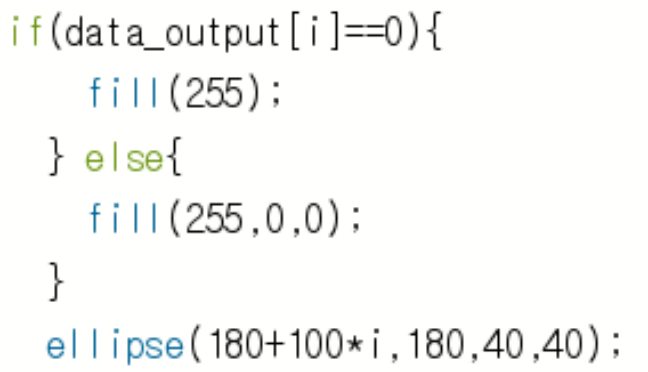 if(data_output[i]==0){
    fill(255);
  } else{
    fill(255,0,0);
  }
  ellipse(180+100*i,180,40,40);